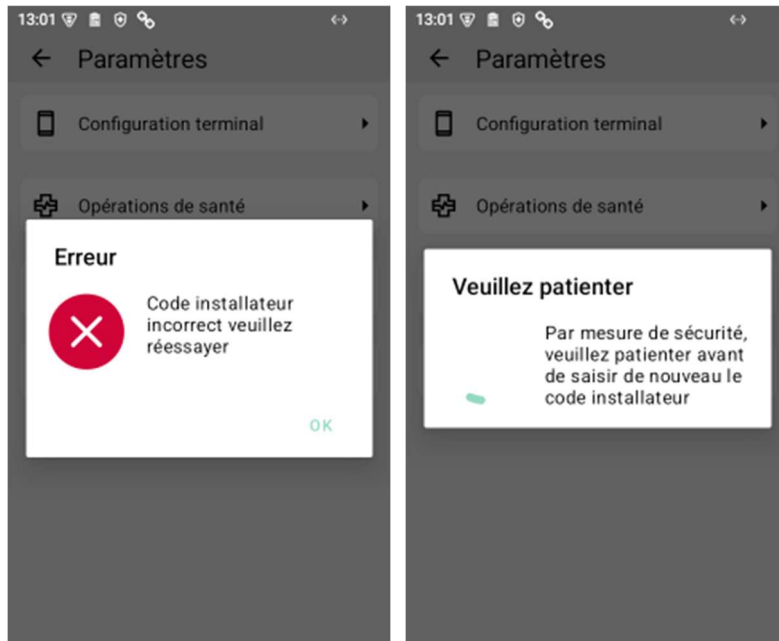 13:01
Paramètres
Configuration terminal
Opérations de santé
Erreur
Code installateur
incorrect veuillez
réessayer
OK
13:01
Paramètres
Configuration terminal
Opérations de santé
Veuillez patienter
Par mesure de sécurité,
veuillez patienter avant
de saisir de nouveau le
code installateur